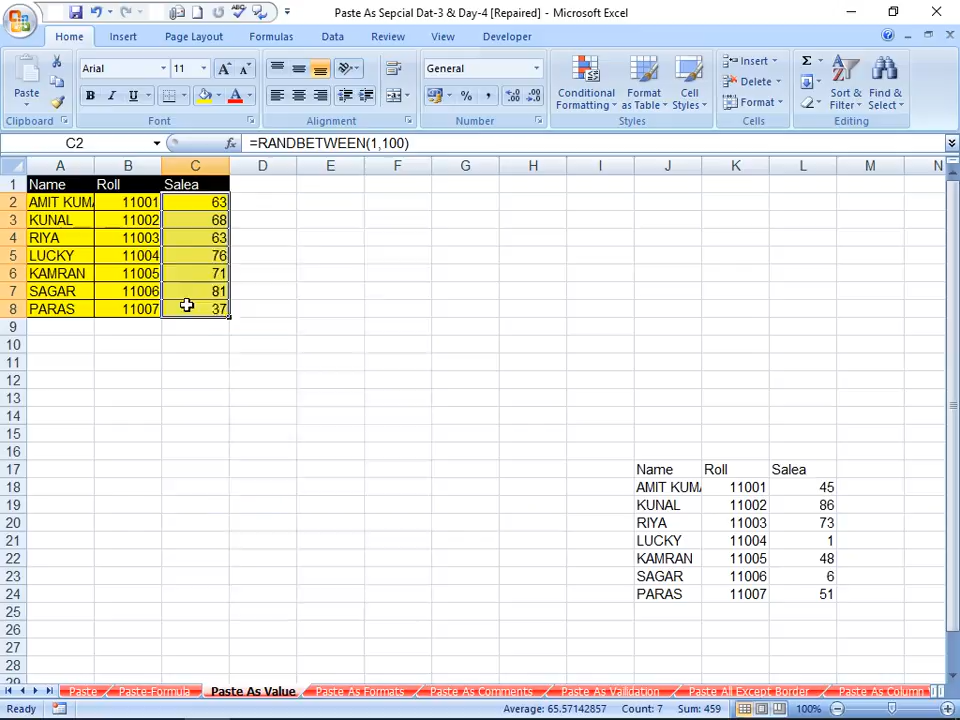 Paste As Sepcial Dat-3 & Day-4 [Repaired] - Microsoft Excel
Home Insert Page Layout Formulas Data Review View Developer
Paste
Clipboard
Arial 11
B I U
Font
Alignment
General
% ,
Number
Conditional Formatting
Format as Table
Cell Styles
Styles
Insert
Delete
Format
Cells
Sort & Filter
Find & Select
Editing
C2 fx =RANDBETWEEN(1,100)
A B C D E F G H I J K L M N
1 Name Roll Salea
2 AMIT KUMA 11001 63
3 KUNAL 11002 68
4 RIYA 11003 63
5 LUCKY 11004 76
6 KAMRAN 11005 71
7 SAGAR 11006 81
8 PARAS 11007 37
9
10
11
12
13
14
15
16
17 Name Roll Salea
18 AMIT KUMA 11001 45
19 KUNAL 11002 86
20 RIYA 11003 73
21 LUCKY 11004 1
22 KAMRAN 11005 48
23 SAGAR 11006 6
24 PARAS 11007 51
25
26
27
28
29
Paste Paste-Formula Paste As Value Paste As Formats Paste As Comments Paste As Vaiidation Paste All Except Border Paste As Column
Ready Average: 65.57142857 Count: 7 Sum: 459 100%